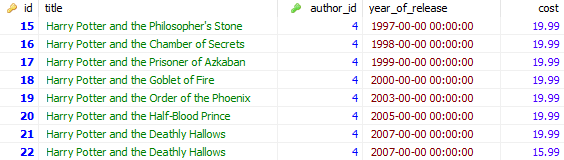 id title author_id year_of_release cost
15 Harry Potter and the Philosopher's Stone 4 1997-00-00 00:00:00 19.99
16 Harry Potter and the Chamber of Secrets 4 1998-00-00 00:00:00 19.99
17 Harry Potter and the Prisoner of Azkaban 4 1999-00-00 00:00:00 19.99
18 Harry Potter and the Goblet of Fire 4 2000-00-00 00:00:00 19.99
19 Harry Potter and the Order of the Phoenix 4 2003-00-00 00:00:00 19.99
20 Harry Potter and the Half-Blood Prince 4 2005-00-00 00:00:00 19.99
21 Harry Potter and the Deathly Hallows 4 2007-00-00 00:00:00 19.99
22 Harry Potter and the Deathly Hallows 4 2007-00-00 00:00:00 15.99